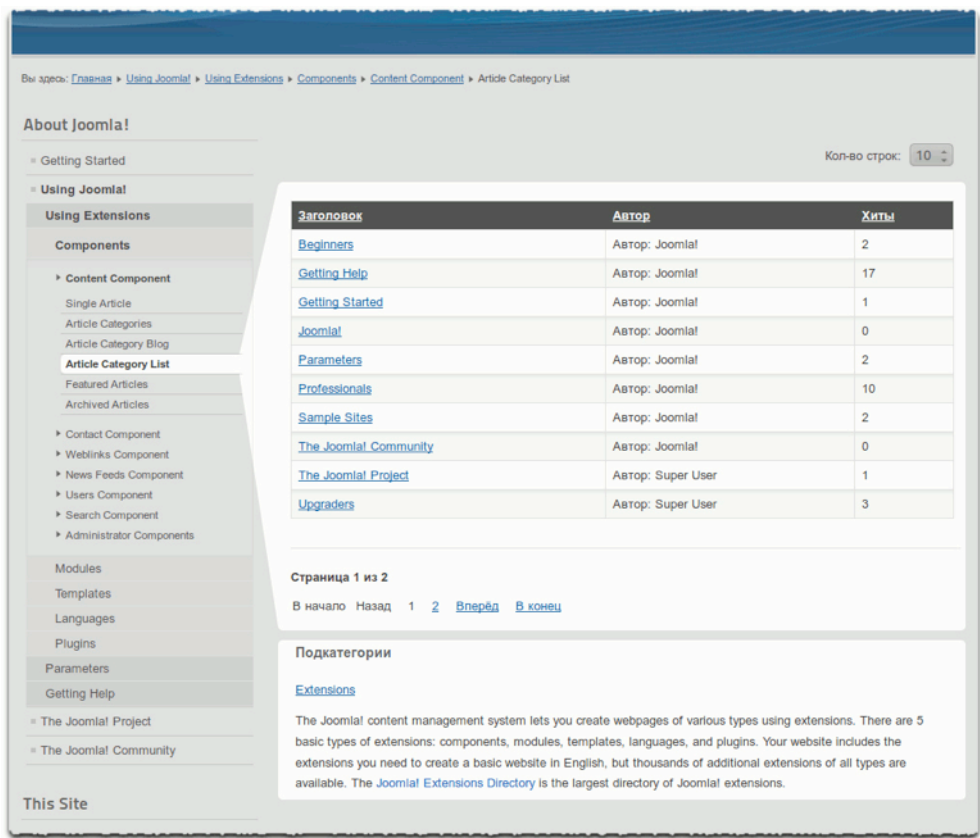 Вы здесь: Главная ▸ Using Joomla! ▸ Using Extensions ▸ Components ▸ Content Component ▸ Article Category List
About Joomla!
Getting Started
Using Joomla!
Using Extensions
Components
Content Component
Single Article
Article Categories
Article Category Blog
Article Category List
Featured Articles
Archived Articles
Contact Component
Weblinks Component
News Feeds Component
Users Component
Search Component
Administrator Components
Modules
Templates
Languages
Plugins
Parameters
Getting Help
The Joomla! Project
The Joomla! Community
This Site
Кол-во строк: 10
Заголовок Автор Хиты
Beginners Автор: Joomla! 2
Getting Help Автор: Joomla! 17
Getting Started Автор: Joomla! 1
Joomla! Автор: Joomla! 0
Parameters Автор: Joomla! 2
Professionals Автор: Joomla! 10
Sample Sites Автор: Joomla! 2
The Joomla! Community Автор: Joomla! 0
The Joomla! Project Автор: Super User 1
Upgraders Автор: Super User 3
Страница 1 из 2
В начало Назад 1 2 Вперёд В конец
Подкатегории
Extensions
The Joomla! content management system lets you create webpages of various types using extensions. There are 5
basic types of extensions: components, modules, templates, languages, and plugins. Your website includes the
extensions you need to create a basic website in English, but thousands of additional extensions of all types are
available. The Joomla! Extensions Directory is the largest directory of Joomla! extensions.